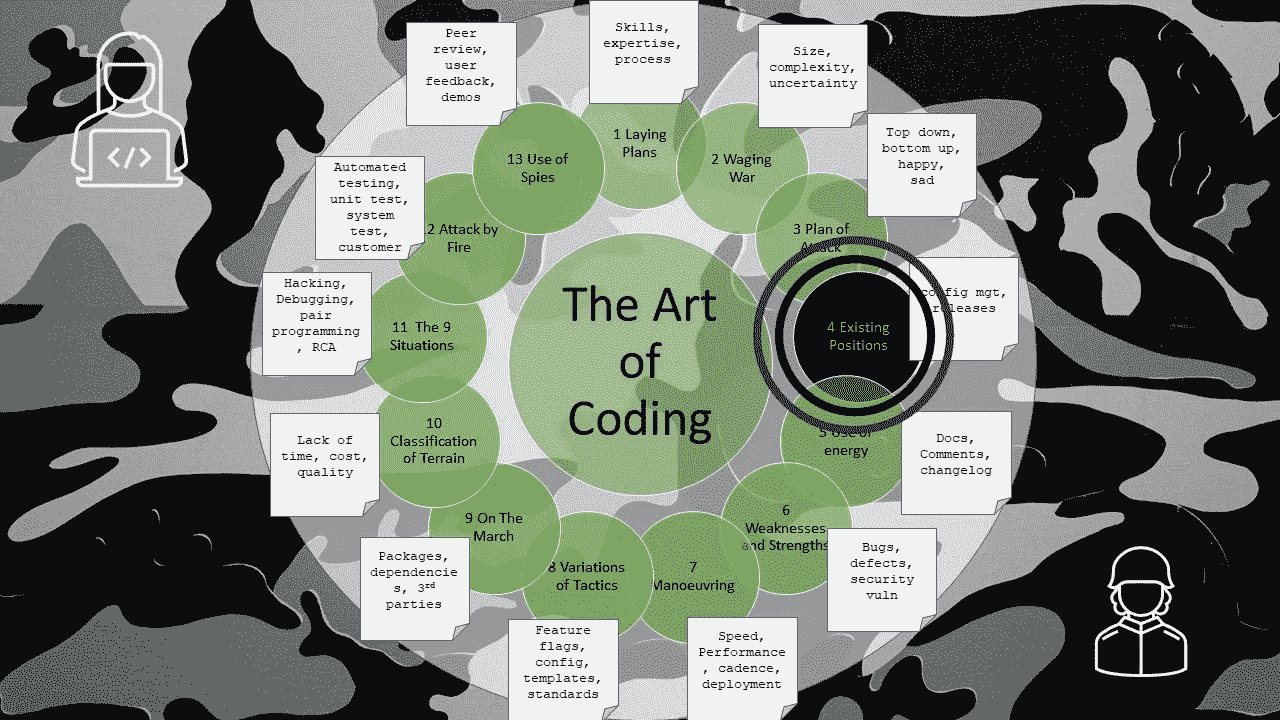 The Art
of
Coding
1 Laying
Plans
Skills,
expertise,
process
2 Waging
War
Size,
complexity,
uncertainty
3 Plan of
Attack
Top down,
bottom up,
happy,
sad
4 Existing
Positions
config mgt,
releases
5 Use of
energy
Docs,
Comments,
changelog
6
Weaknesses
and Strengths
Bugs,
defects,
security
vuln
7
Manoeuvring
Speed,
Performance
, cadence,
deployment
8 Variations
of Tactics
Feature
flags,
config,
templates,
standards
9 On The
March
Packages,
dependencie
s, 3rd
parties
10
Classification
of Terrain
Lack of
time, cost,
quality
11 The 9
Situations
Hacking,
Debugging,
pair
programming
, RCA
12 Attack by
Fire
Automated
testing,
unit test,
system
test,
customer
13 Use of
Spies
Peer
review,
user
feedback,
demos
</>